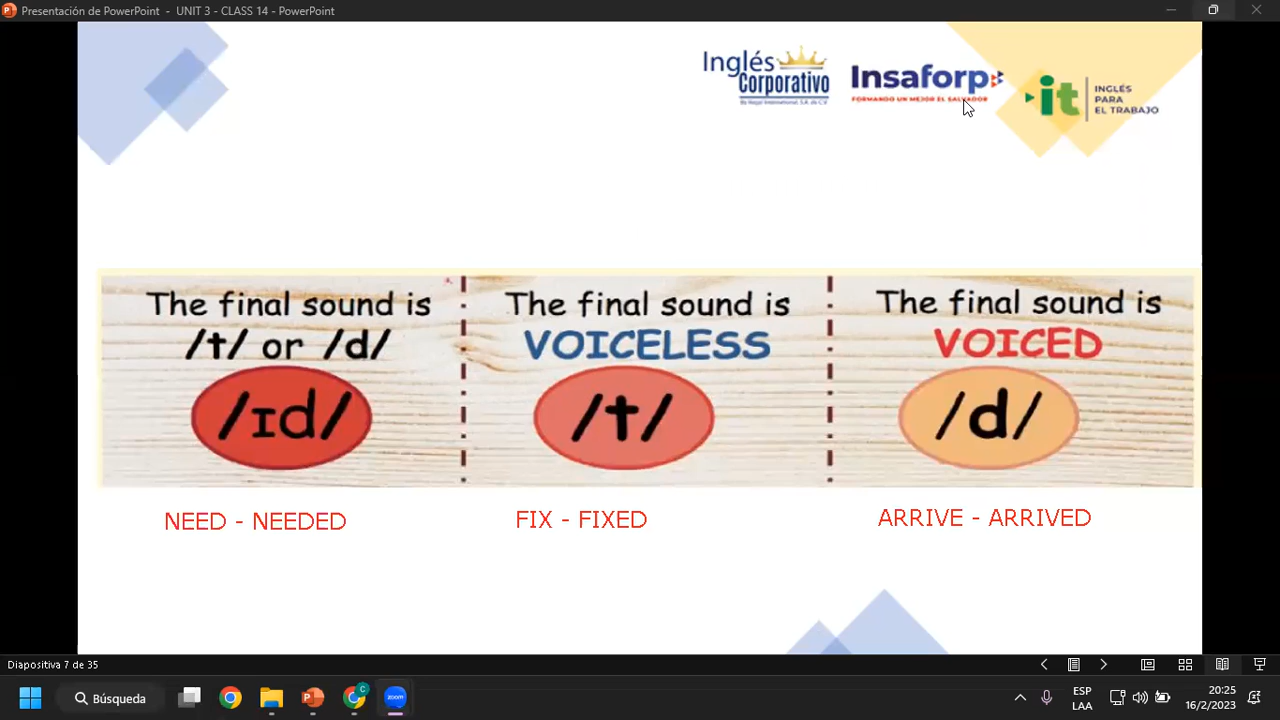 Presentación de PowerPoint - UNIT 3 - CLASS 14 - PowerPoint
Inglés
Corporativo
Insaforp
FORMANDO UN MEJOR EL SALVADOR
it
INGLÉS
PARA
EL TRABAJO
The final sound is
/t/ or /d/
/ɪd/
The final sound is
VOICELESS
/t/
The final sound is
VOICED
/d/
NEED - NEEDED
FIX - FIXED
ARRIVE - ARRIVED
Diapositiva 7 de 35
Búsqueda
zoom
ESP
LAA
20:25
16/2/2023